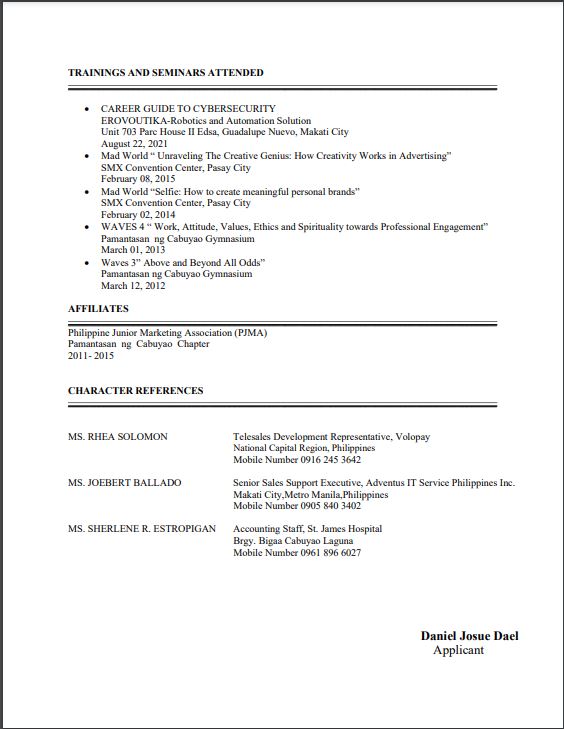 TRAININGS AND SEMINARS ATTENDED
• CAREER GUIDE TO CYBERSECURITY
EROVOUTIKA-Robotics and Automation Solution
Unit 703 Parc House II Edsa, Guadalupe Nuevo, Makati City
August 22, 2021
• Mad World “ Unraveling The Creative Genius: How Creativity Works in Advertising”
SMX Convention Center, Pasay City
February 08, 2015
• Mad World “Selfie: How to create meaningful personal brands”
SMX Convention Center, Pasay City
February 02, 2014
• WAVES 4 “ Work, Attitude, Values, Ethics and Spirituality towards Professional Engagement”
Pamantasan ng Cabuyao Gymnasium
March 01, 2013
• Waves 3” Above and Beyond All Odds”
Pamantasan ng Cabuyao Gymnasium
March 12, 2012
AFFILIATES
Philippine Junior Marketing Association (PJMA)
Pamantasan ng Cabuyao Chapter
2011- 2015
CHARACTER REFERENCES
MS. RHEA SOLOMON Telesales Development Representative, Volopay
National Capital Region, Philippines
Mobile Number 0916 245 3642
MS. JOEBERT BALLADO Senior Sales Support Executive, Adventus IT Service Philippines Inc.
Makati City,Metro Manila,Philippines
Mobile Number 0905 840 3402
MS. SHERLENE R. ESTROPIGAN Accounting Staff, St. James Hospital
Brgy. Bigaa Cabuyao Laguna
Mobile Number 0961 896 6027
Daniel Josue Dael
Applicant